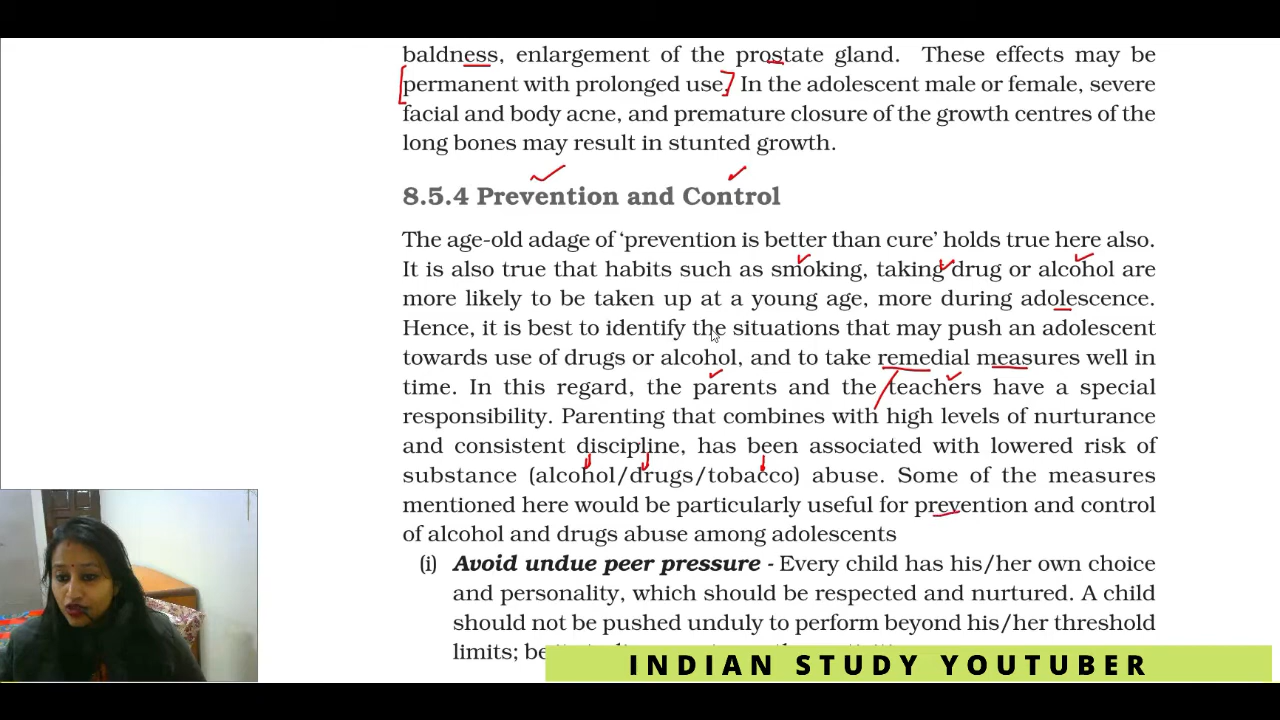 baldness, enlargement of the prostate gland. These effects may be
permanent with prolonged use. In the adolescent male or female, severe
facial and body acne, and premature closure of the growth centres of the
long bones may result in stunted growth.
8.5.4 Prevention and Control
The age-old adage of ‘prevention is better than cure’ holds true here also.
It is also true that habits such as smoking, taking drug or alcohol are
more likely to be taken up at a young age, more during adolescence.
Hence, it is best to identify the situations that may push an adolescent
towards use of drugs or alcohol, and to take remedial measures well in
time. In this regard, the parents and the teachers have a special
responsibility. Parenting that combines with high levels of nurturance
and consistent discipline, has been associated with lowered risk of
substance (alcohol/drugs/tobacco) abuse. Some of the measures
mentioned here would be particularly useful for prevention and control
of alcohol and drugs abuse among adolescents
(i) Avoid undue peer pressure - Every child has his/her own choice
and personality, which should be respected and nurtured. A child
should not be pushed unduly to perform beyond his/her threshold
limits;
INDIAN STUDY YOUTUBER